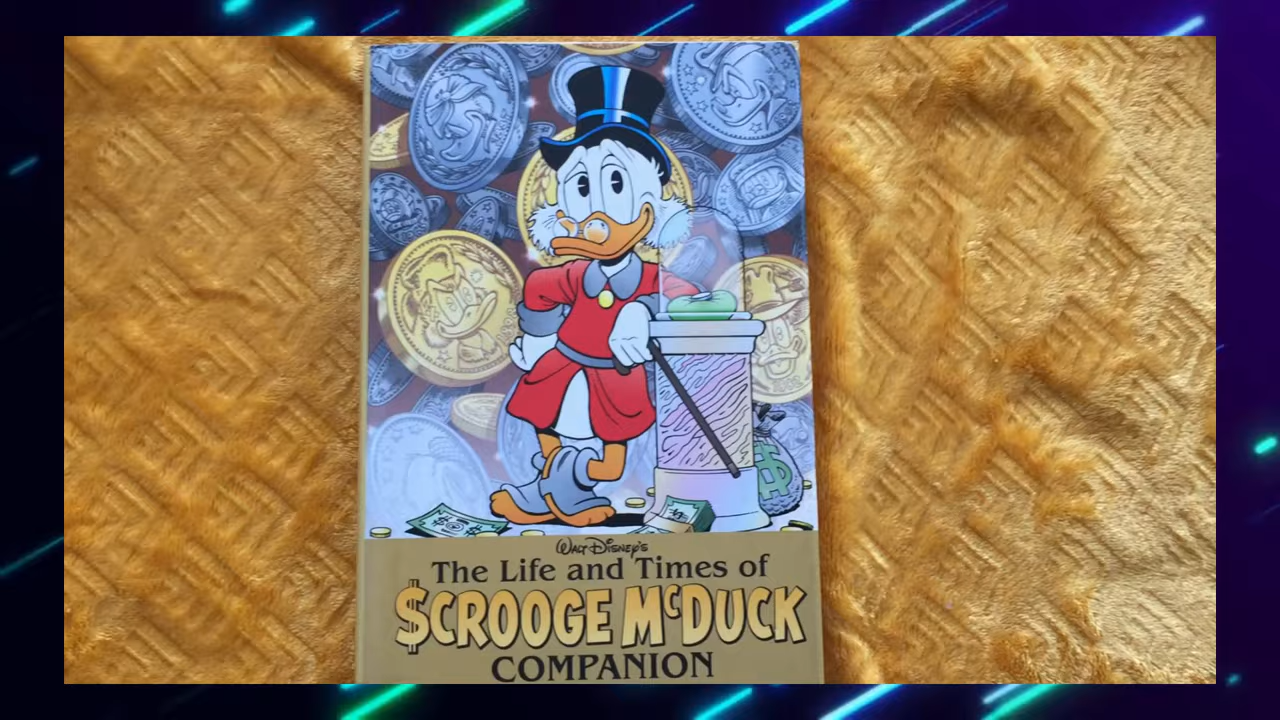 Walt Disney's
The Life and Times of
$crooge McDuck
Companion